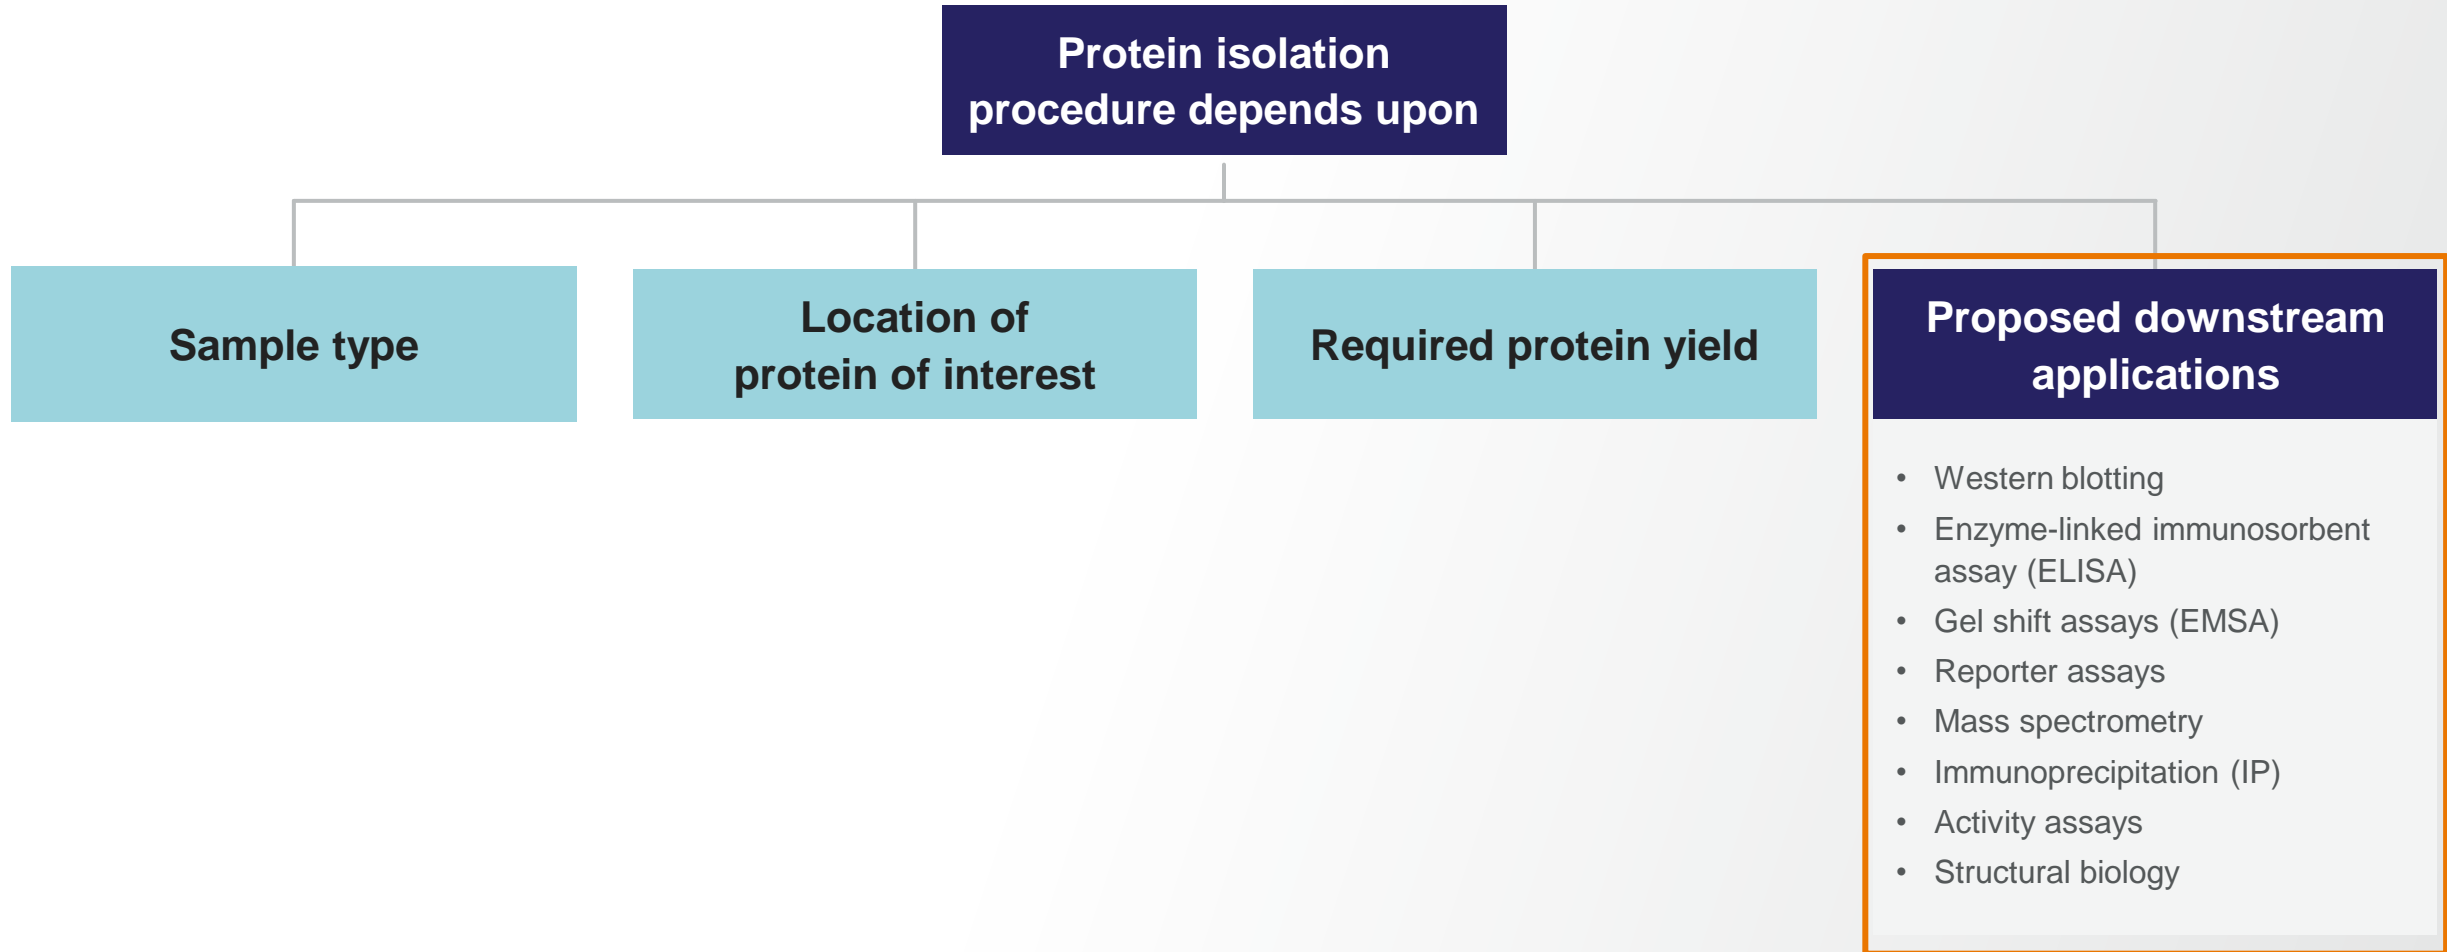 Protein isolation
procedure depends upon
Sample type
Location of
protein of interest
Required protein yield
Proposed downstream
applications
• Western blotting
• Enzyme-linked immunosorbent
assay (ELISA)
• Gel shift assays (EMSA)
• Reporter assays
• Mass spectrometry
• Immunoprecipitation (IP)
• Activity assays
• Structural biology